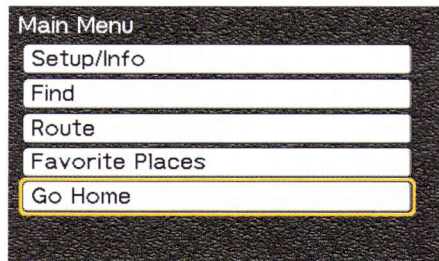 Main Menu
Setup/Info
Find
Route
Favorite Places
Go Home